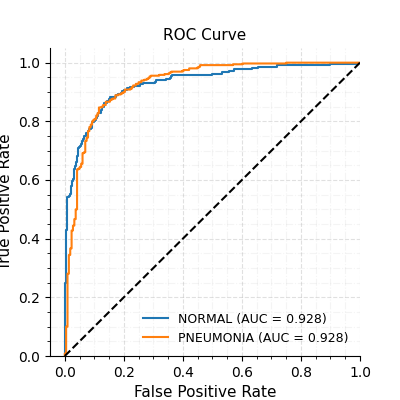 ROC Curve
1.0
0.8
0.6
0.4
0.2
0.0
True Positive Rate
NORMAL (AUC = 0.928)
PNEUMONIA (AUC = 0.928)
0.0 0.2 0.4 0.6 0.8 1.0
False Positive Rate